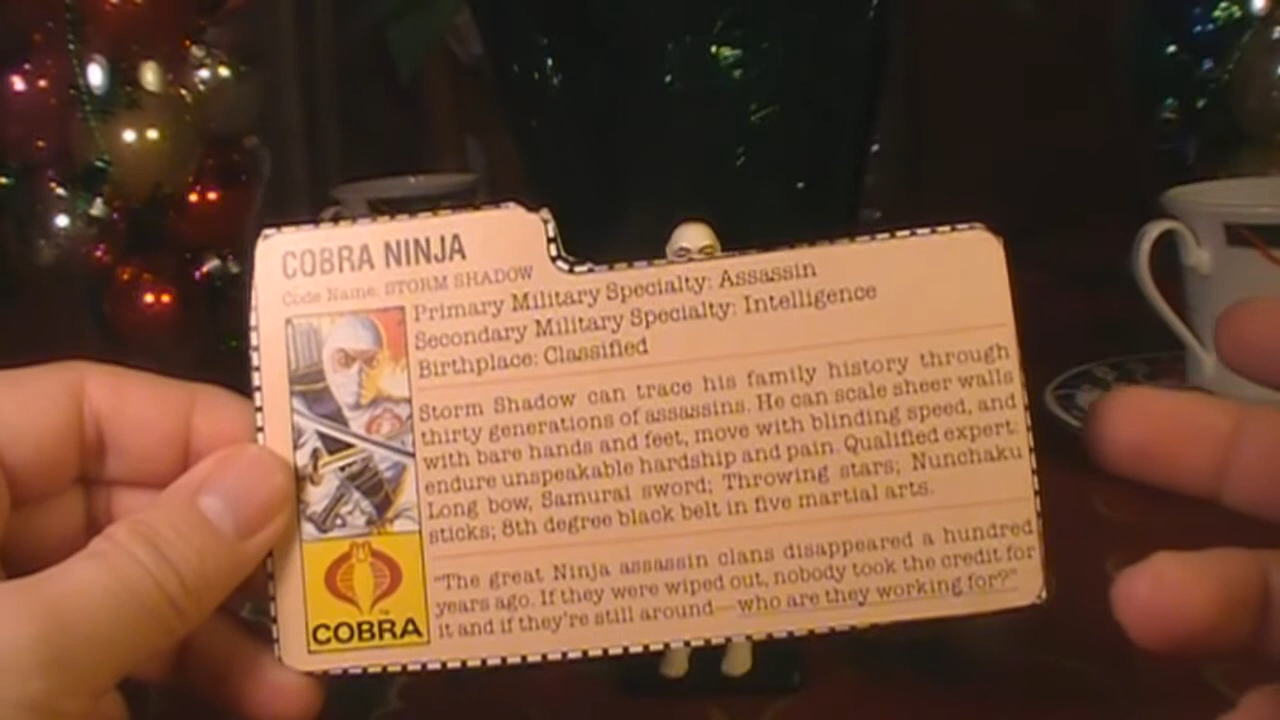 COBRA NINJA
Code Name: STORM SHADOW
Primary Military Specialty: Assassin
Secondary Military Specialty: Intelligence
Birthplace: Classified
Storm Shadow can trace his family history through
thirty generations of assassins. He can scale sheer walls
with bare hands and feet, move with blinding speed, and
endure unspeakable hardship and pain. Qualified expert:
Long bow, Samurai sword; Throwing stars; Nunchaku
sticks; 8th degree black belt in five martial arts.
"The great Ninja assassin clans disappeared a hundred
years ago. If they were wiped out, nobody took the credit for
it and if they're still around—who are they working for?"
TM
COBRA